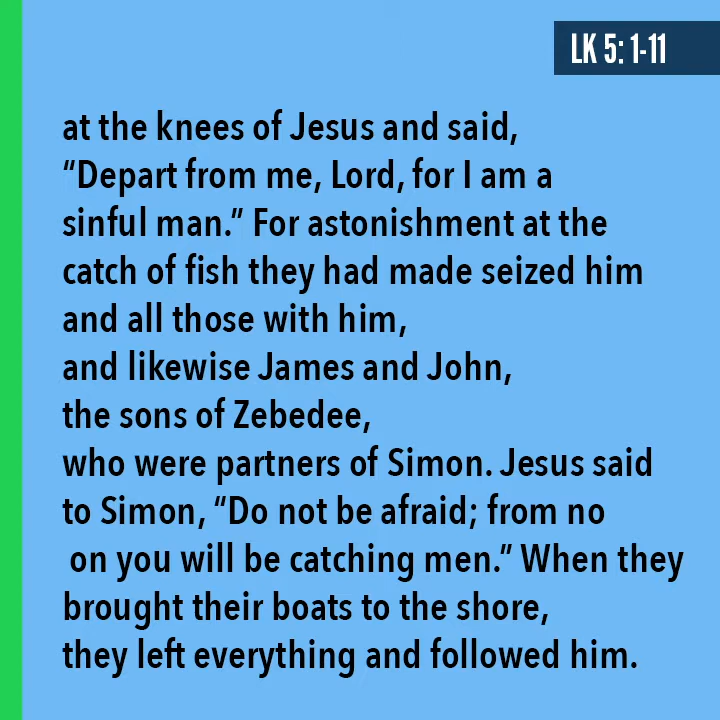 LK 5: 1-11
at the knees of Jesus and said,
“Depart from me, Lord, for I am a
sinful man.” For astonishment at the
catch of fish they had made seized him
and all those with him,
and likewise James and John,
the sons of Zebedee,
who were partners of Simon. Jesus said
to Simon, “Do not be afraid; from no
on you will be catching men.” When they
brought their boats to the shore,
they left everything and followed him.